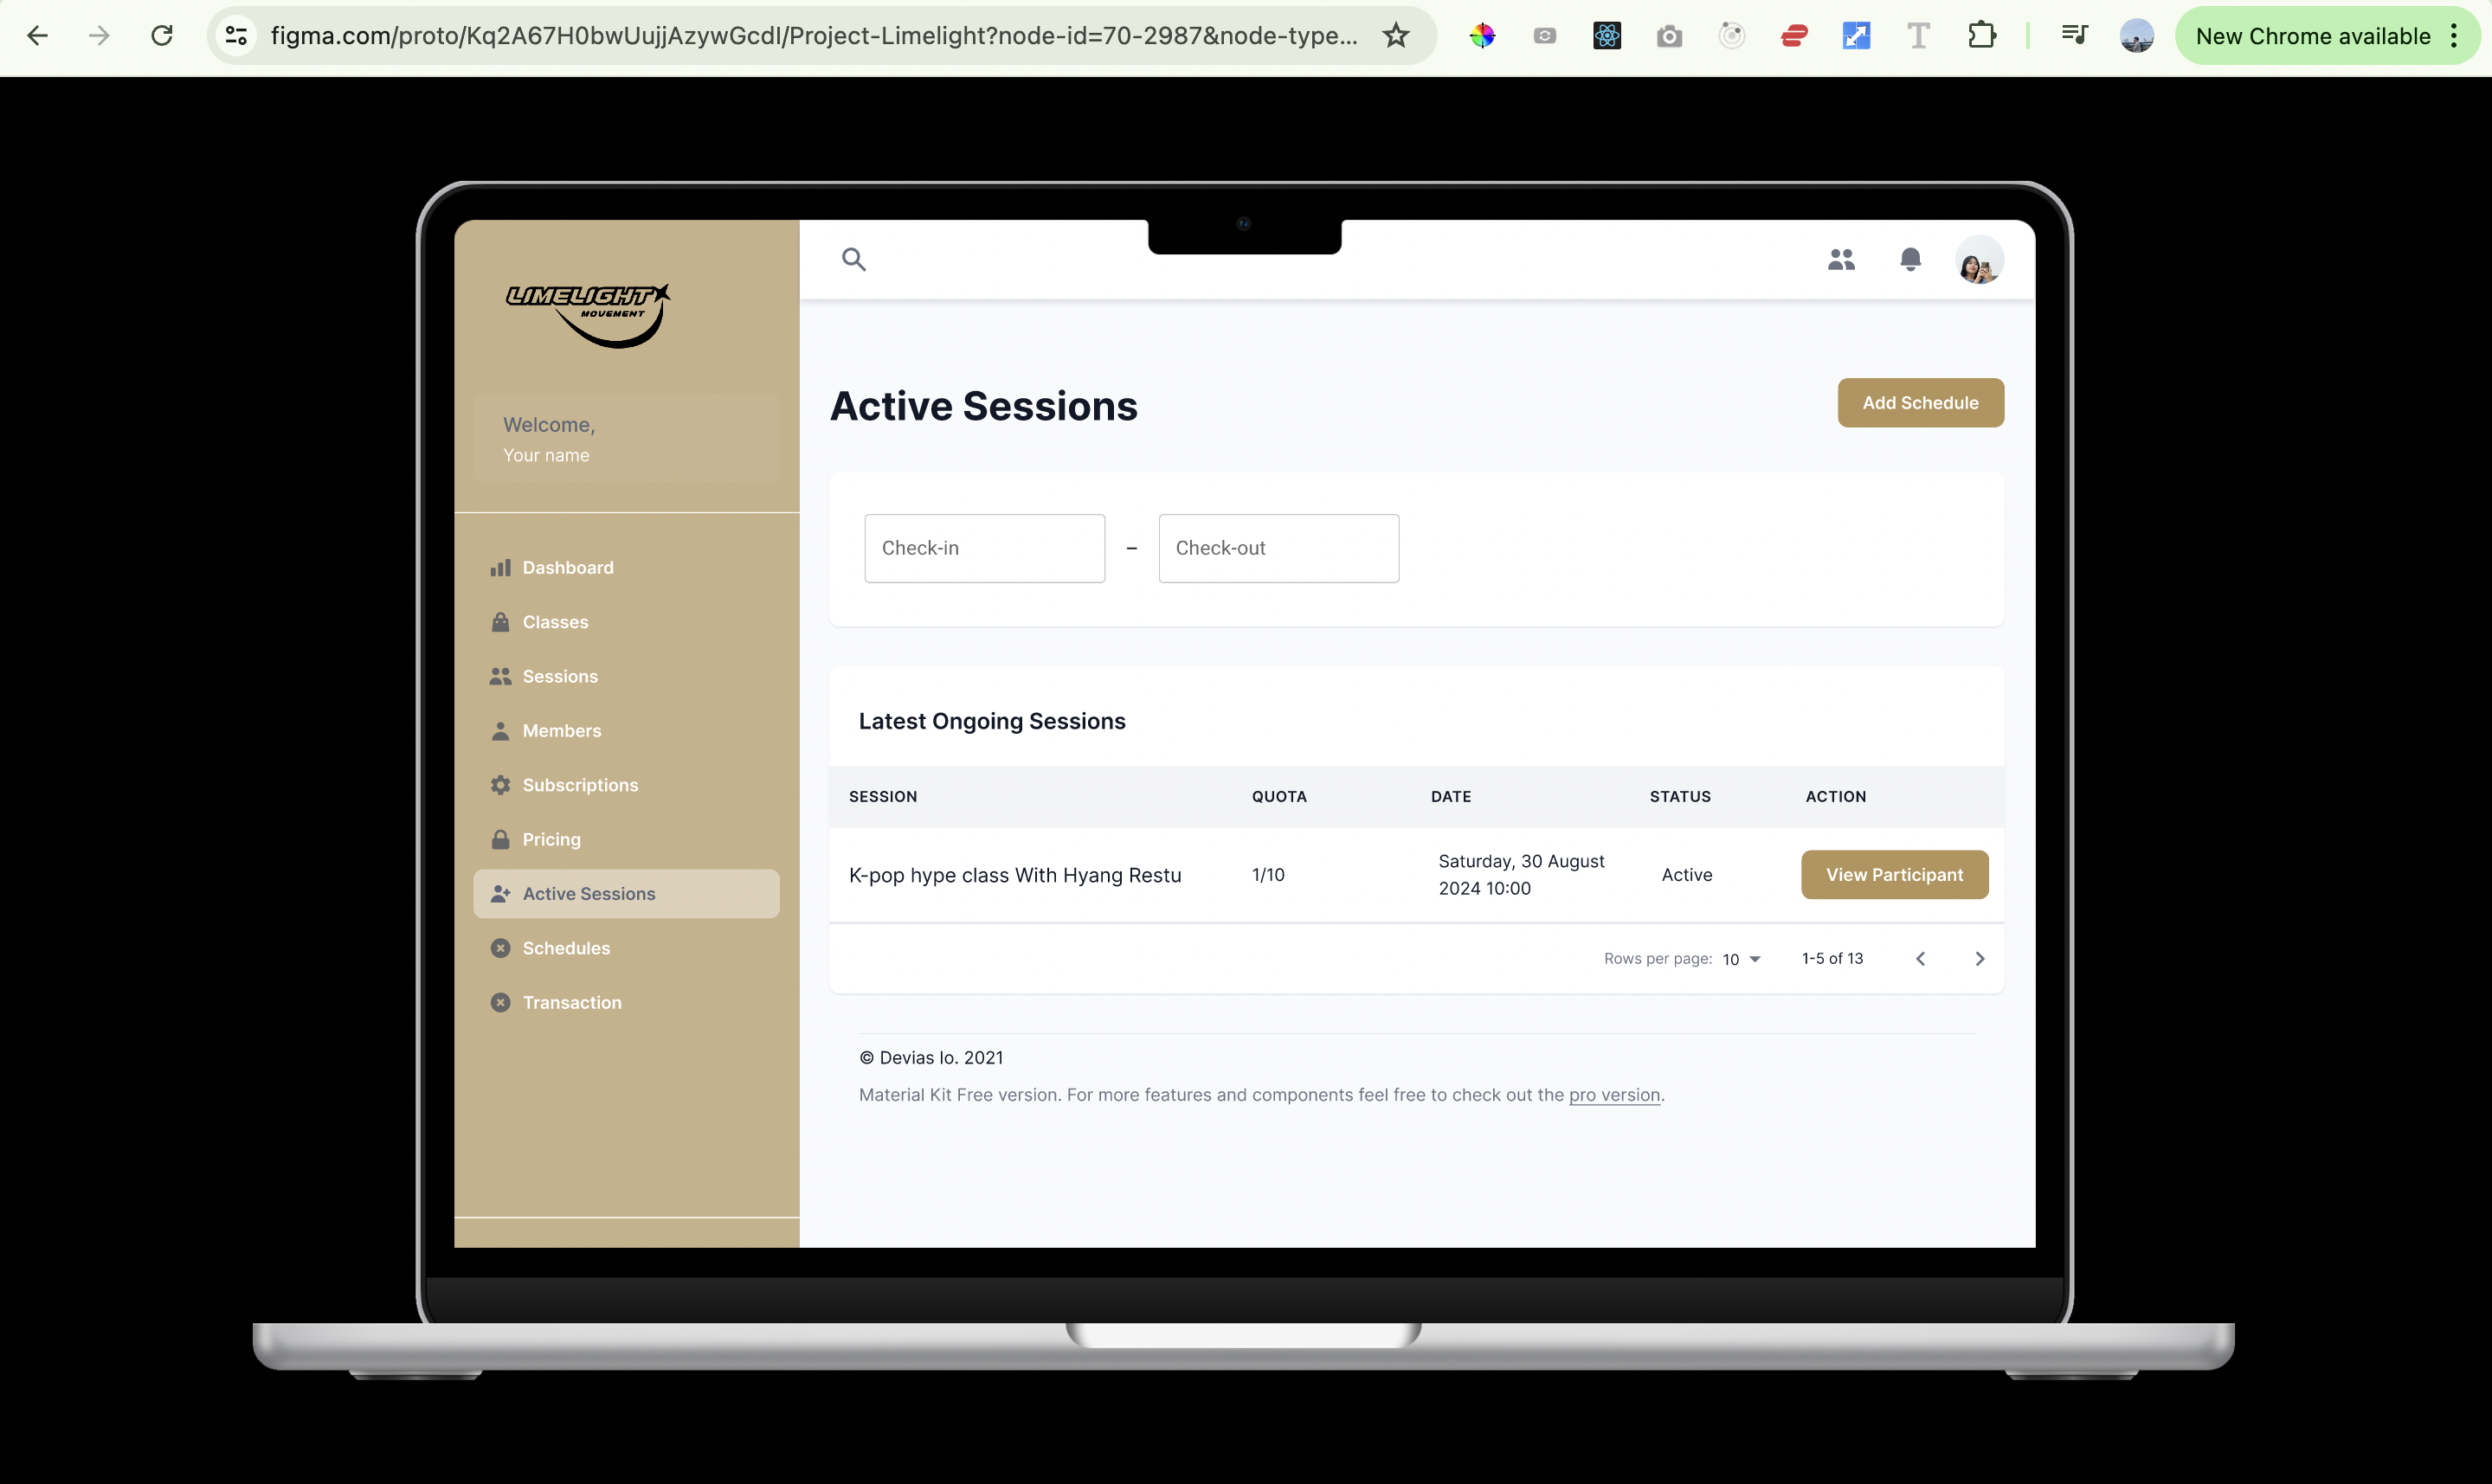 figma.com/proto/Kq2A67H0bwUujjAzywGcdI/Project-Limelight?node-id=70-2987&node-type...
New Chrome available
LIMELIGHT
MOVEMENT
Welcome,
Your name
Dashboard
Classes
Sessions
Members
Subscriptions
Pricing
Active Sessions
Schedules
Transaction
Active Sessions
Add Schedule
Check-in – Check-out
Latest Ongoing Sessions
SESSION QUOTA DATE STATUS ACTION
K-pop hype class With Hyang Restu 1/10 Saturday, 30 August
2024 10:00 Active View Participant
Rows per page: 10 1-5 of 13
© Devias Io. 2021
Material Kit Free version. For more features and components feel free to check out the pro version.